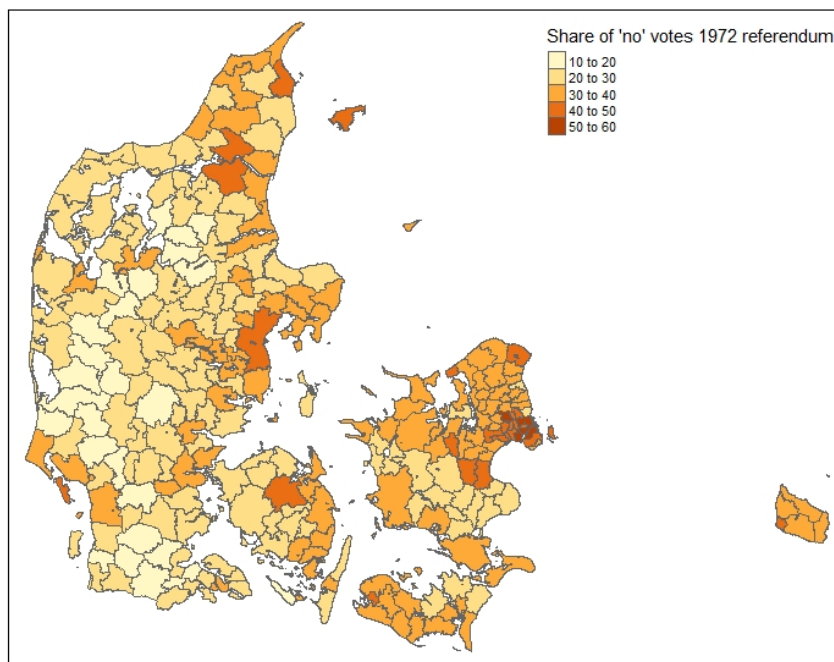 Share of 'no' votes 1972 referendum
10 to 20
20 to 30
30 to 40
40 to 50
50 to 60